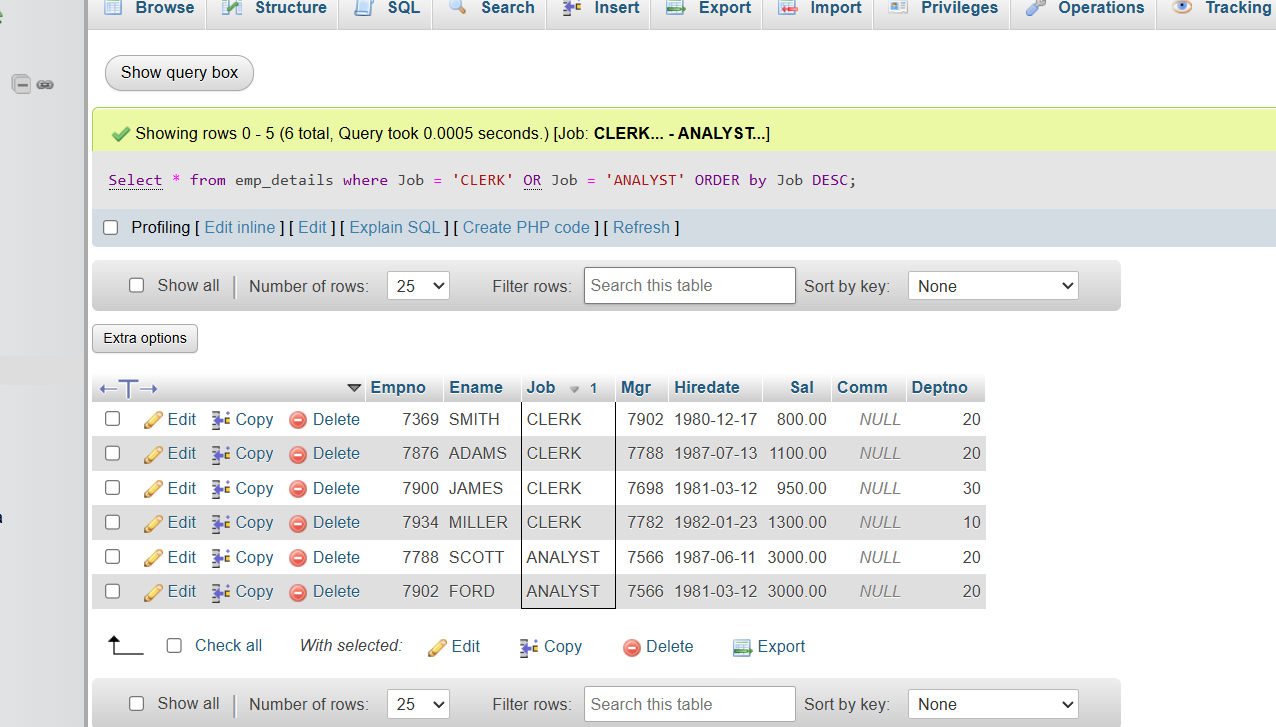 Browse Structure SQL Search Insert Export Import Privileges Operations Tracking
Show query box
Showing rows 0 - 5 (6 total, Query took 0.0005 seconds.) [Job: CLERK... - ANALYST...]
Select * from emp_details where Job = 'CLERK' OR Job = 'ANALYST' ORDER by Job DESC;
Profiling [ Edit inline ] [ Edit ] [ Explain SQL ] [ Create PHP code ] [ Refresh ]
Show all Number of rows: 25 Filter rows: Search this table Sort by key: None
Extra options
Empno Ename Job 1 Mgr Hiredate Sal Comm Deptno
Edit Copy Delete 7369 SMITH CLERK 7902 1980-12-17 800.00 NULL 20
Edit Copy Delete 7876 ADAMS CLERK 7788 1987-07-13 1100.00 NULL 20
Edit Copy Delete 7900 JAMES CLERK 7698 1981-03-12 950.00 NULL 30
Edit Copy Delete 7934 MILLER CLERK 7782 1982-01-23 1300.00 NULL 10
Edit Copy Delete 7788 SCOTT ANALYST 7566 1987-06-11 3000.00 NULL 20
Edit Copy Delete 7902 FORD ANALYST 7566 1981-03-12 3000.00 NULL 20
Check all With selected: Edit Copy Delete Export
Show all Number of rows: 25 Filter rows: Search this table Sort by key: None